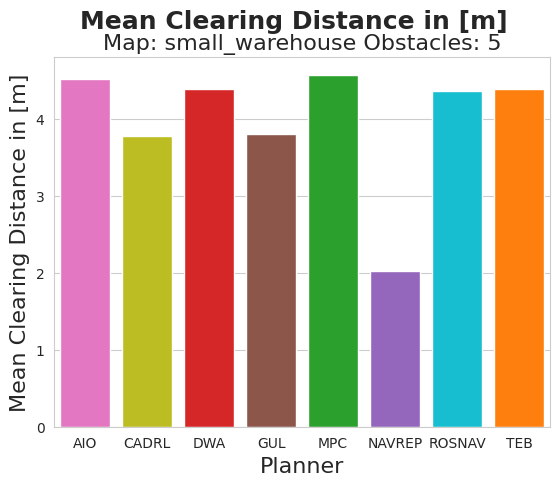 Mean Clearing Distance in [m]
Map: small_warehouse Obstacles: 5
Mean Clearing Distance in [m]
4
3
2
1
0
AIO CADRL DWA GUL MPC NAVREP ROSNAV TEB
Planner